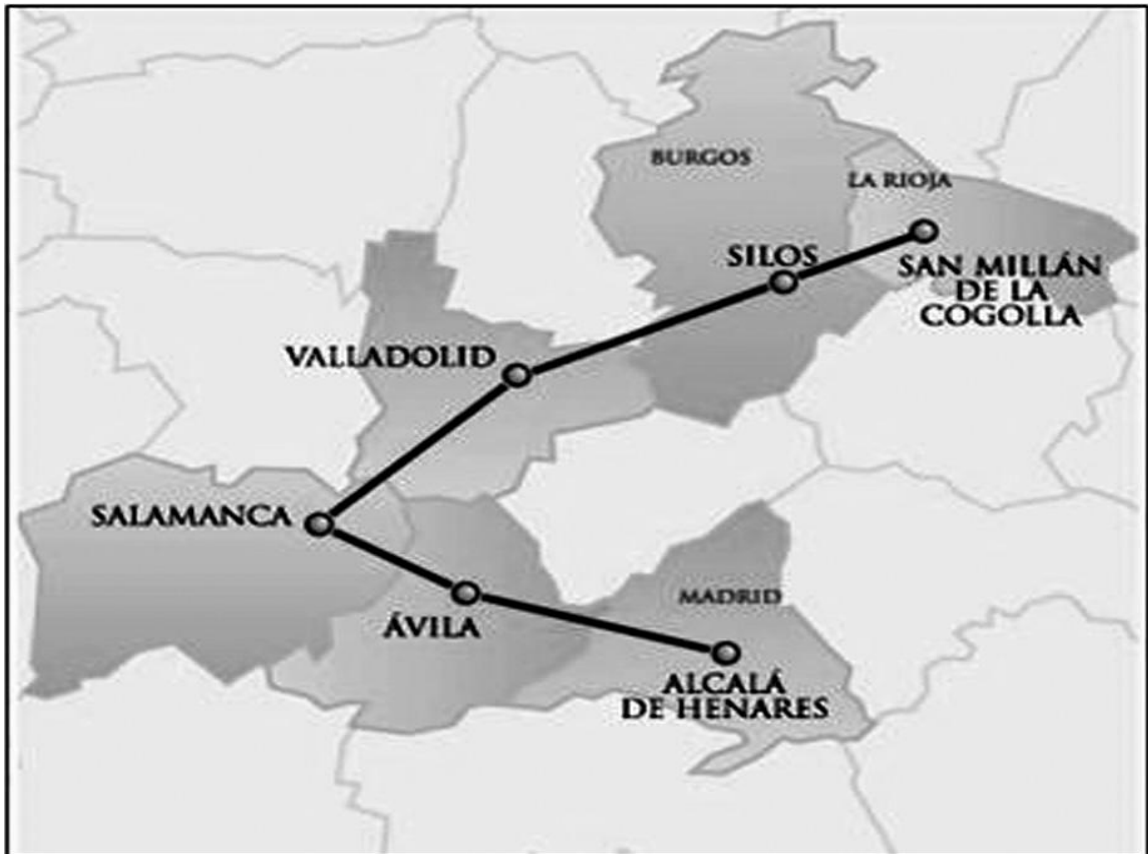 BURGOS
LA RIOJA
SILOS
SAN MILLÁN
DE LA
COGOLLA
VALLADOLID
SALAMANCA
MADRID
ÁVILA
ALCALÁ
DE HENARES